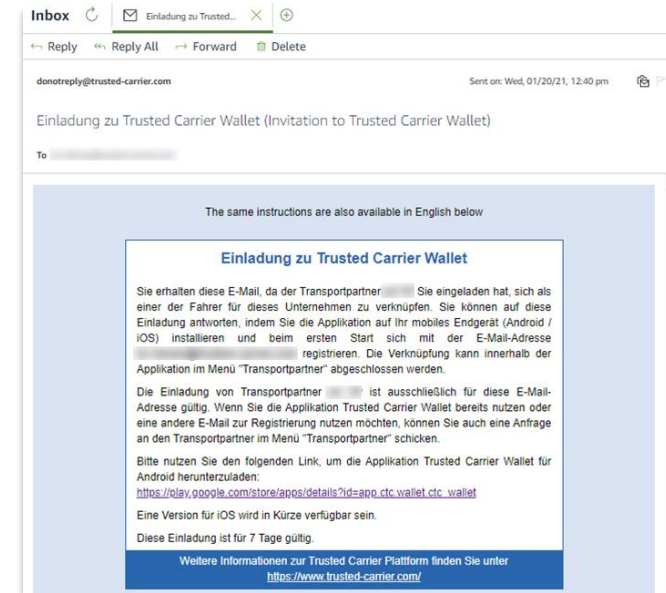 Inbox
Einladung zu Trusted...
Reply Reply All Forward Delete
donotreply@trusted-carrier.com Sent on: Wed, 01/20/21, 12:40 pm
Einladung zu Trusted Carrier Wallet (Invitation to Trusted Carrier Wallet)
To
The same instructions are also available in English below
Einladung zu Trusted Carrier Wallet
Sie erhalten diese E-Mail, da der Transportpartner Sie eingeladen hat, sich als
einer der Fahrer für dieses Unternehmen zu verknüpfen. Sie können auf diese
Einladung antworten, indem Sie die Applikation auf Ihr mobiles Endgerät (Android /
iOS) installieren und beim ersten Start sich mit der E-Mail-Adresse
registrieren. Die Verknüpfung kann innerhalb der
Applikation im Menü "Transportpartner" abgeschlossen werden.
Die Einladung von Transportpartner ist ausschließlich für diese E-Mail-
Adresse gültig. Wenn Sie die Applikation Trusted Carrier Wallet bereits nutzen oder
eine andere E-Mail zur Registrierung nutzen möchten, können Sie auch eine Anfrage
an den Transportpartner im Menü "Transportpartner" schicken.
Bitte nutzen Sie den folgenden Link, um die Applikation Trusted Carrier Wallet für
Android herunterzuladen:
https://play.google.com/store/apps/details?id=app.ctc.wallet.ctc_wallet
Eine Version für iOS wird in Kürze verfügbar sein.
Diese Einladung ist für 7 Tage gültig.
Weitere Informationen zur Trusted Carrier Plattform finden Sie unter
https://www.trusted-carrier.com/